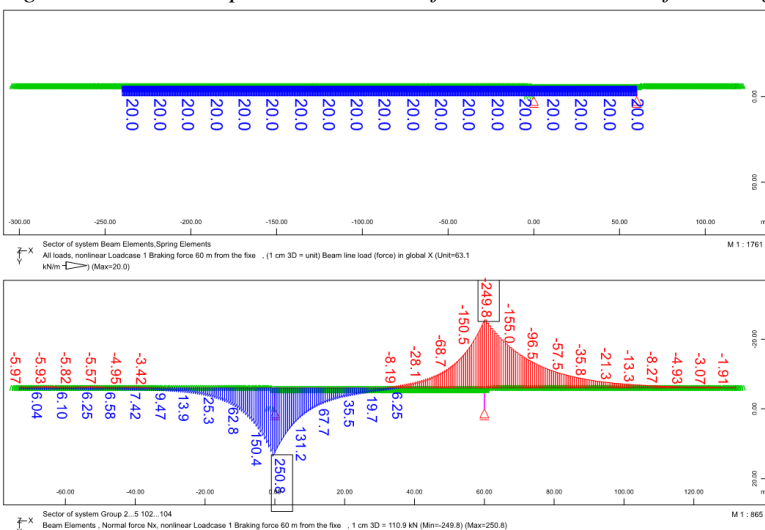 20.0 20.0 20.0 20.0 20.0 20.0 20.0 20.0 20.0 20.0 20.0 20.0 20.0 20.0 20.0 20.0 20.0 20.0 20.0
0.00
50.00
-300.00 -250.00 -200.00 -150.00 -100.00 -50.00 0.00 50.00 100.00 m
Z X Y
Sector of system Beam Elements,Spring Elements M 1 : 1761
All loads, nonlinear Loadcase 1 Braking force 60 m from the fixe , (1 cm 3D = unit) Beam line load (force) in global X (Unit=63.1
kN/m ) (Max=20.0)
-5.97 -5.93 -5.82 -5.57 -4.95 -3.42 -8.19 -28.1 -68.7 -150.5 -249.8 -155.0 -96.5 -57.5 -35.8 -21.3 -13.3 -8.27 -4.93 -3.07 -1.91
6.04 6.10 6.25 6.58 7.42 9.47 13.9 25.3 62.8 150.4 250.8 131.2 67.7 35.5 19.7 6.25
-20.00
0.00
20.00
-60.00 -40.00 -20.00 0.00 20.00 40.00 60.00 80.00 100.00 120.00 m
Z X
Sector of system Group 2...5 102...104 M 1 : 865
Beam Elements , Normal force Nx, nonlinear Loadcase 1 Braking force 60 m from the fixe , 1 cm 3D = 110.9 kN (Min=-249.8) (Max=250.8)